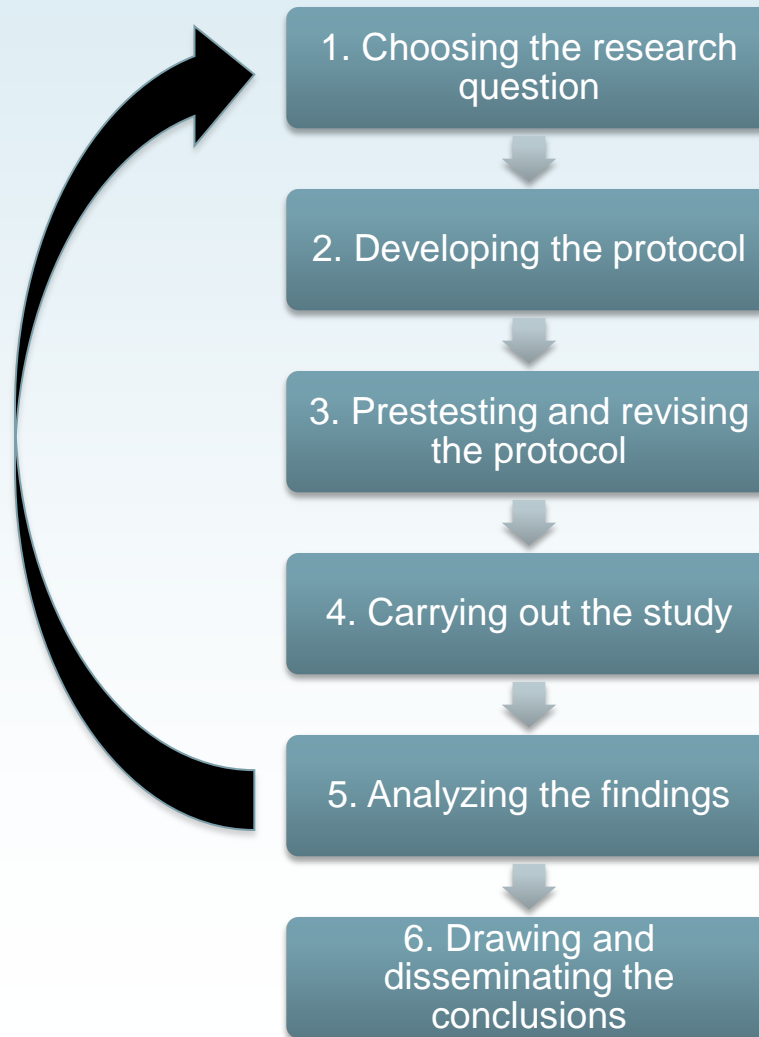 1. Choosing the research
question
2. Developing the protocol
3. Prestesting and revising
the protocol
4. Carrying out the study
5. Analyzing the findings
6. Drawing and
disseminating the
conclusions